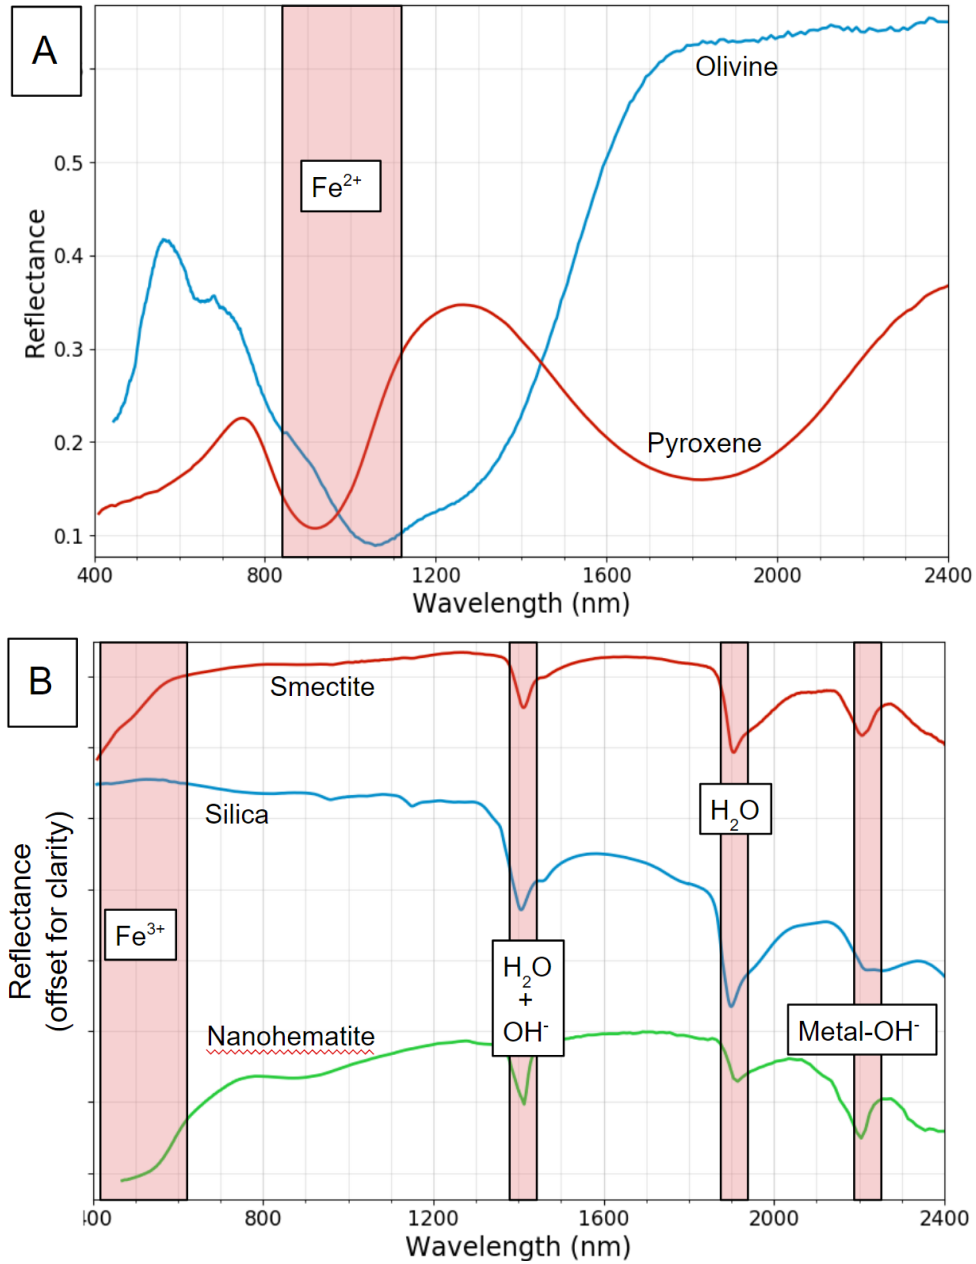 A
Olivine
Fe²⁺
0.5
0.4
0.3
0.2
0.1
Reflectance
Pyroxene
400 800 1200 1600 2000 2400
Wavelength (nm)
B
Smectite
Silica
H₂O
Fe³⁺
H₂O
+
OH⁻
Metal-OH⁻
Nanohematite
Reflectance
(offset for clarity)
400 800 1200 1600 2000 2400
Wavelength (nm)